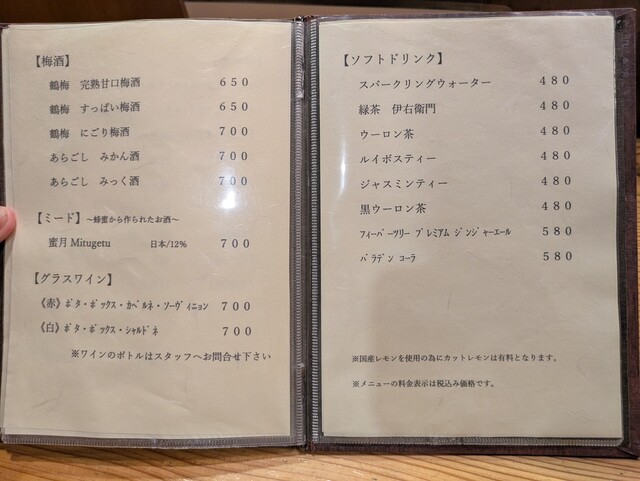 【梅酒】
鶴梅 完熟甘口梅酒 650
鶴梅 すっぱい梅酒 650
鶴梅 にごり梅酒 700
あらごし みかん酒 700
あらごし みっく酒 700
【ミード】～蜂蜜から作られたお酒～
蜜月 Mitugetu 日本/12% 700
【グラスワイン】
《赤》ﾎﾞﾀ・ﾎﾞックス・ｶﾍﾞﾙﾈ・ｿｰｳﾞｨﾆｮﾝ 700
《白》ﾎﾞﾀ・ﾎﾞックス・ｼｬﾙﾄﾞﾈ 700
※ワインのボトルはスタッフへお問合せ下さい
【ソフトドリンク】
スパークリングウォーター 480
緑茶 伊右衛門 480
ウーロン茶 480
ルイボスティー 480
ジャスミンティー 480
黒ウーロン茶 480
ﾌｨｰﾊﾞｰﾂリー ﾌﾟﾚﾐｱﾑ ｼﾞﾝｼﾞｬｰｴｰﾙ 580
ﾊﾞﾗﾃﾞﾝ ｺｰﾗ 580
※国産レモンを使用の為にカットレモンは有料となります。
※メニューの料金表示は税込み価格です。